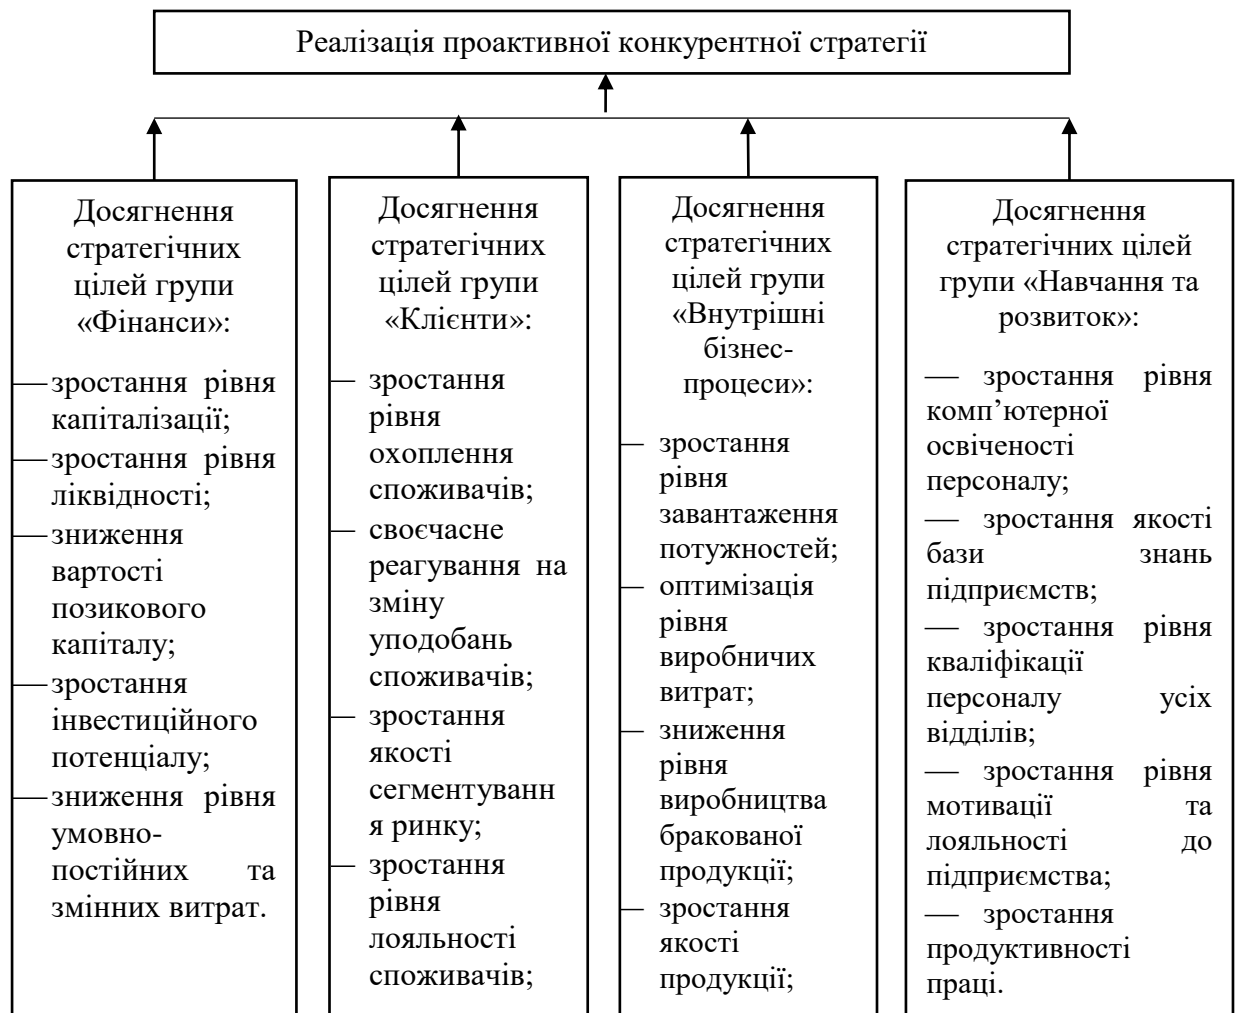 Реалізація проактивної конкурентної стратегії
Досягнення
стратегічних
цілей групи
«Фінанси»:
— зростання рівня
капіталізації;
— зростання рівня
ліквідності;
— зниження
вартості
позикового
капіталу;
— зростання
інвестиційного
потенціалу;
— зниження рівня
умовно-
постійних та
змінних витрат.
Досягнення
стратегічних
цілей групи
«Клієнти»:
— зростання
рівня
охоплення
споживачів;
— своєчасне
реагування на
зміну
уподобань
споживачів;
— зростання
якості
сегментуванн
я ринку;
— зростання
рівня
лояльності
споживачів;
Досягнення
стратегічних
цілей групи
«Внутрішні
бізнес-
процеси»:
— зростання
рівня
завантаження
потужностей;
— оптимізація
рівня
виробничих
витрат;
— зниження
рівня
виробництва
бракованої
продукції;
— зростання
якості
продукції;
Досягнення
стратегічних цілей
групи «Навчання та
розвиток»:
— зростання рівня
комп’ютерної
освіченості
персоналу;
— зростання якості
бази знань
підприємств;
— зростання рівня
кваліфікації
персоналу усіх
відділів;
— зростання рівня
мотивації та
лояльності до
підприємства;
— зростання
продуктивності
праці.